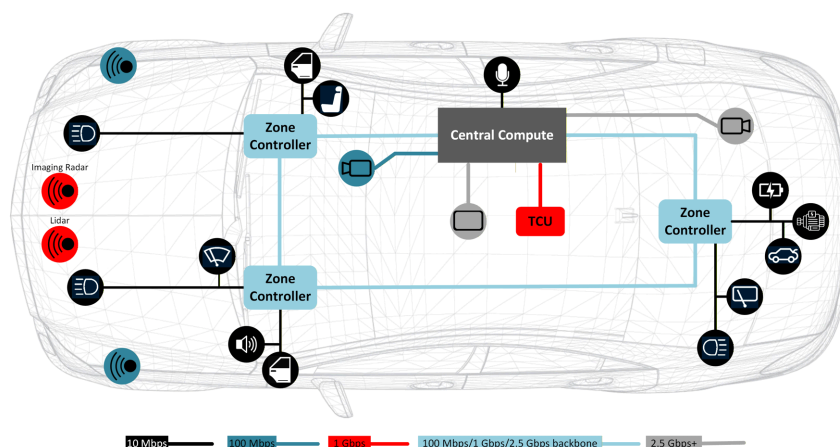 Zone
Controller
Central Compute
Imaging Radar
Lidar
TCU
Zone
Controller
Zone
Controller
10 Mbps
100 Mbps
1 Gbps
100 Mbps/1 Gbps/2.5 Gbps backbone
2.5 Gbps+